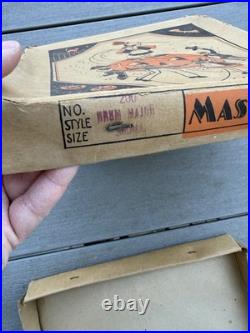 NO. 200
STYLE DRUM MAJOR
SIZE
MAS